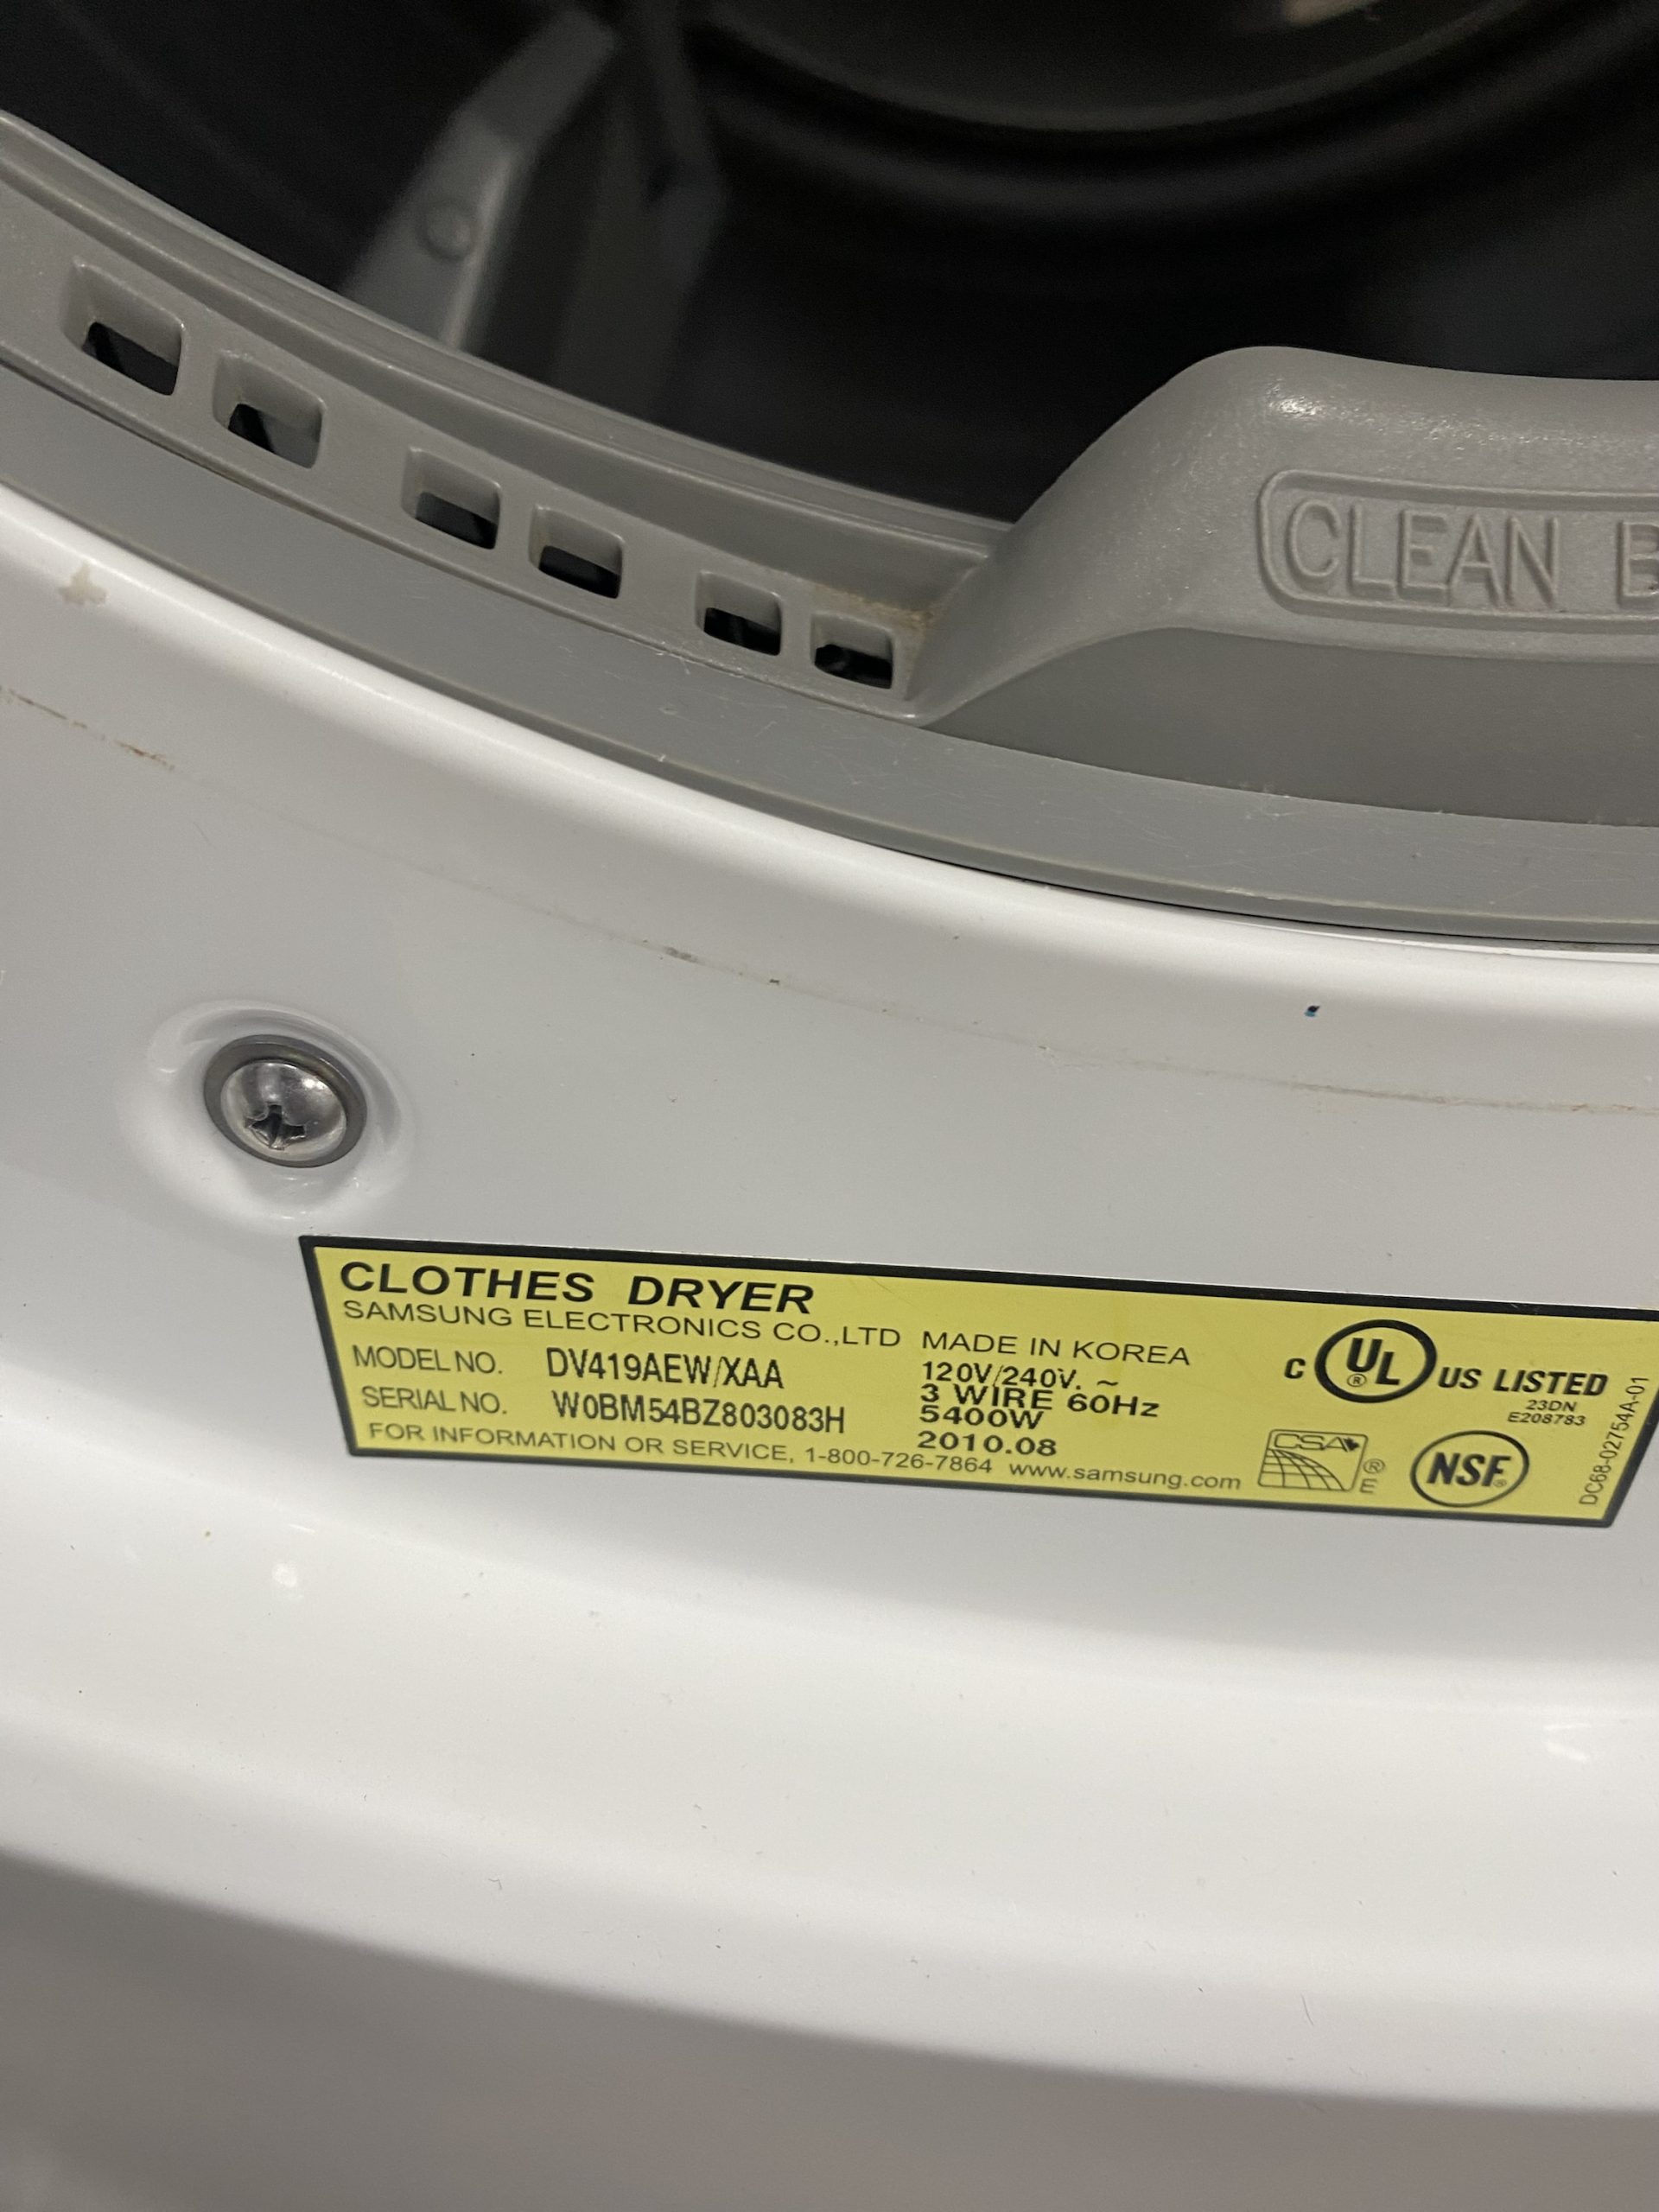 CLEAN
CLOTHES DRYER
SAMSUNG ELECTRONICS CO.,LTD MADE IN KOREA
MODEL NO. DV419AEW/XAA
SERIAL NO. W0BM54BZ803083H
120V/240V. ~
3 WIRE 60Hz
5400W
2010.08
FOR INFORMATION OR SERVICE, 1-800-726-7864 www.samsung.com
C UL ® US LISTED
23DN
E208783
CSA ®
E
NSF®
DC68-02754A-01